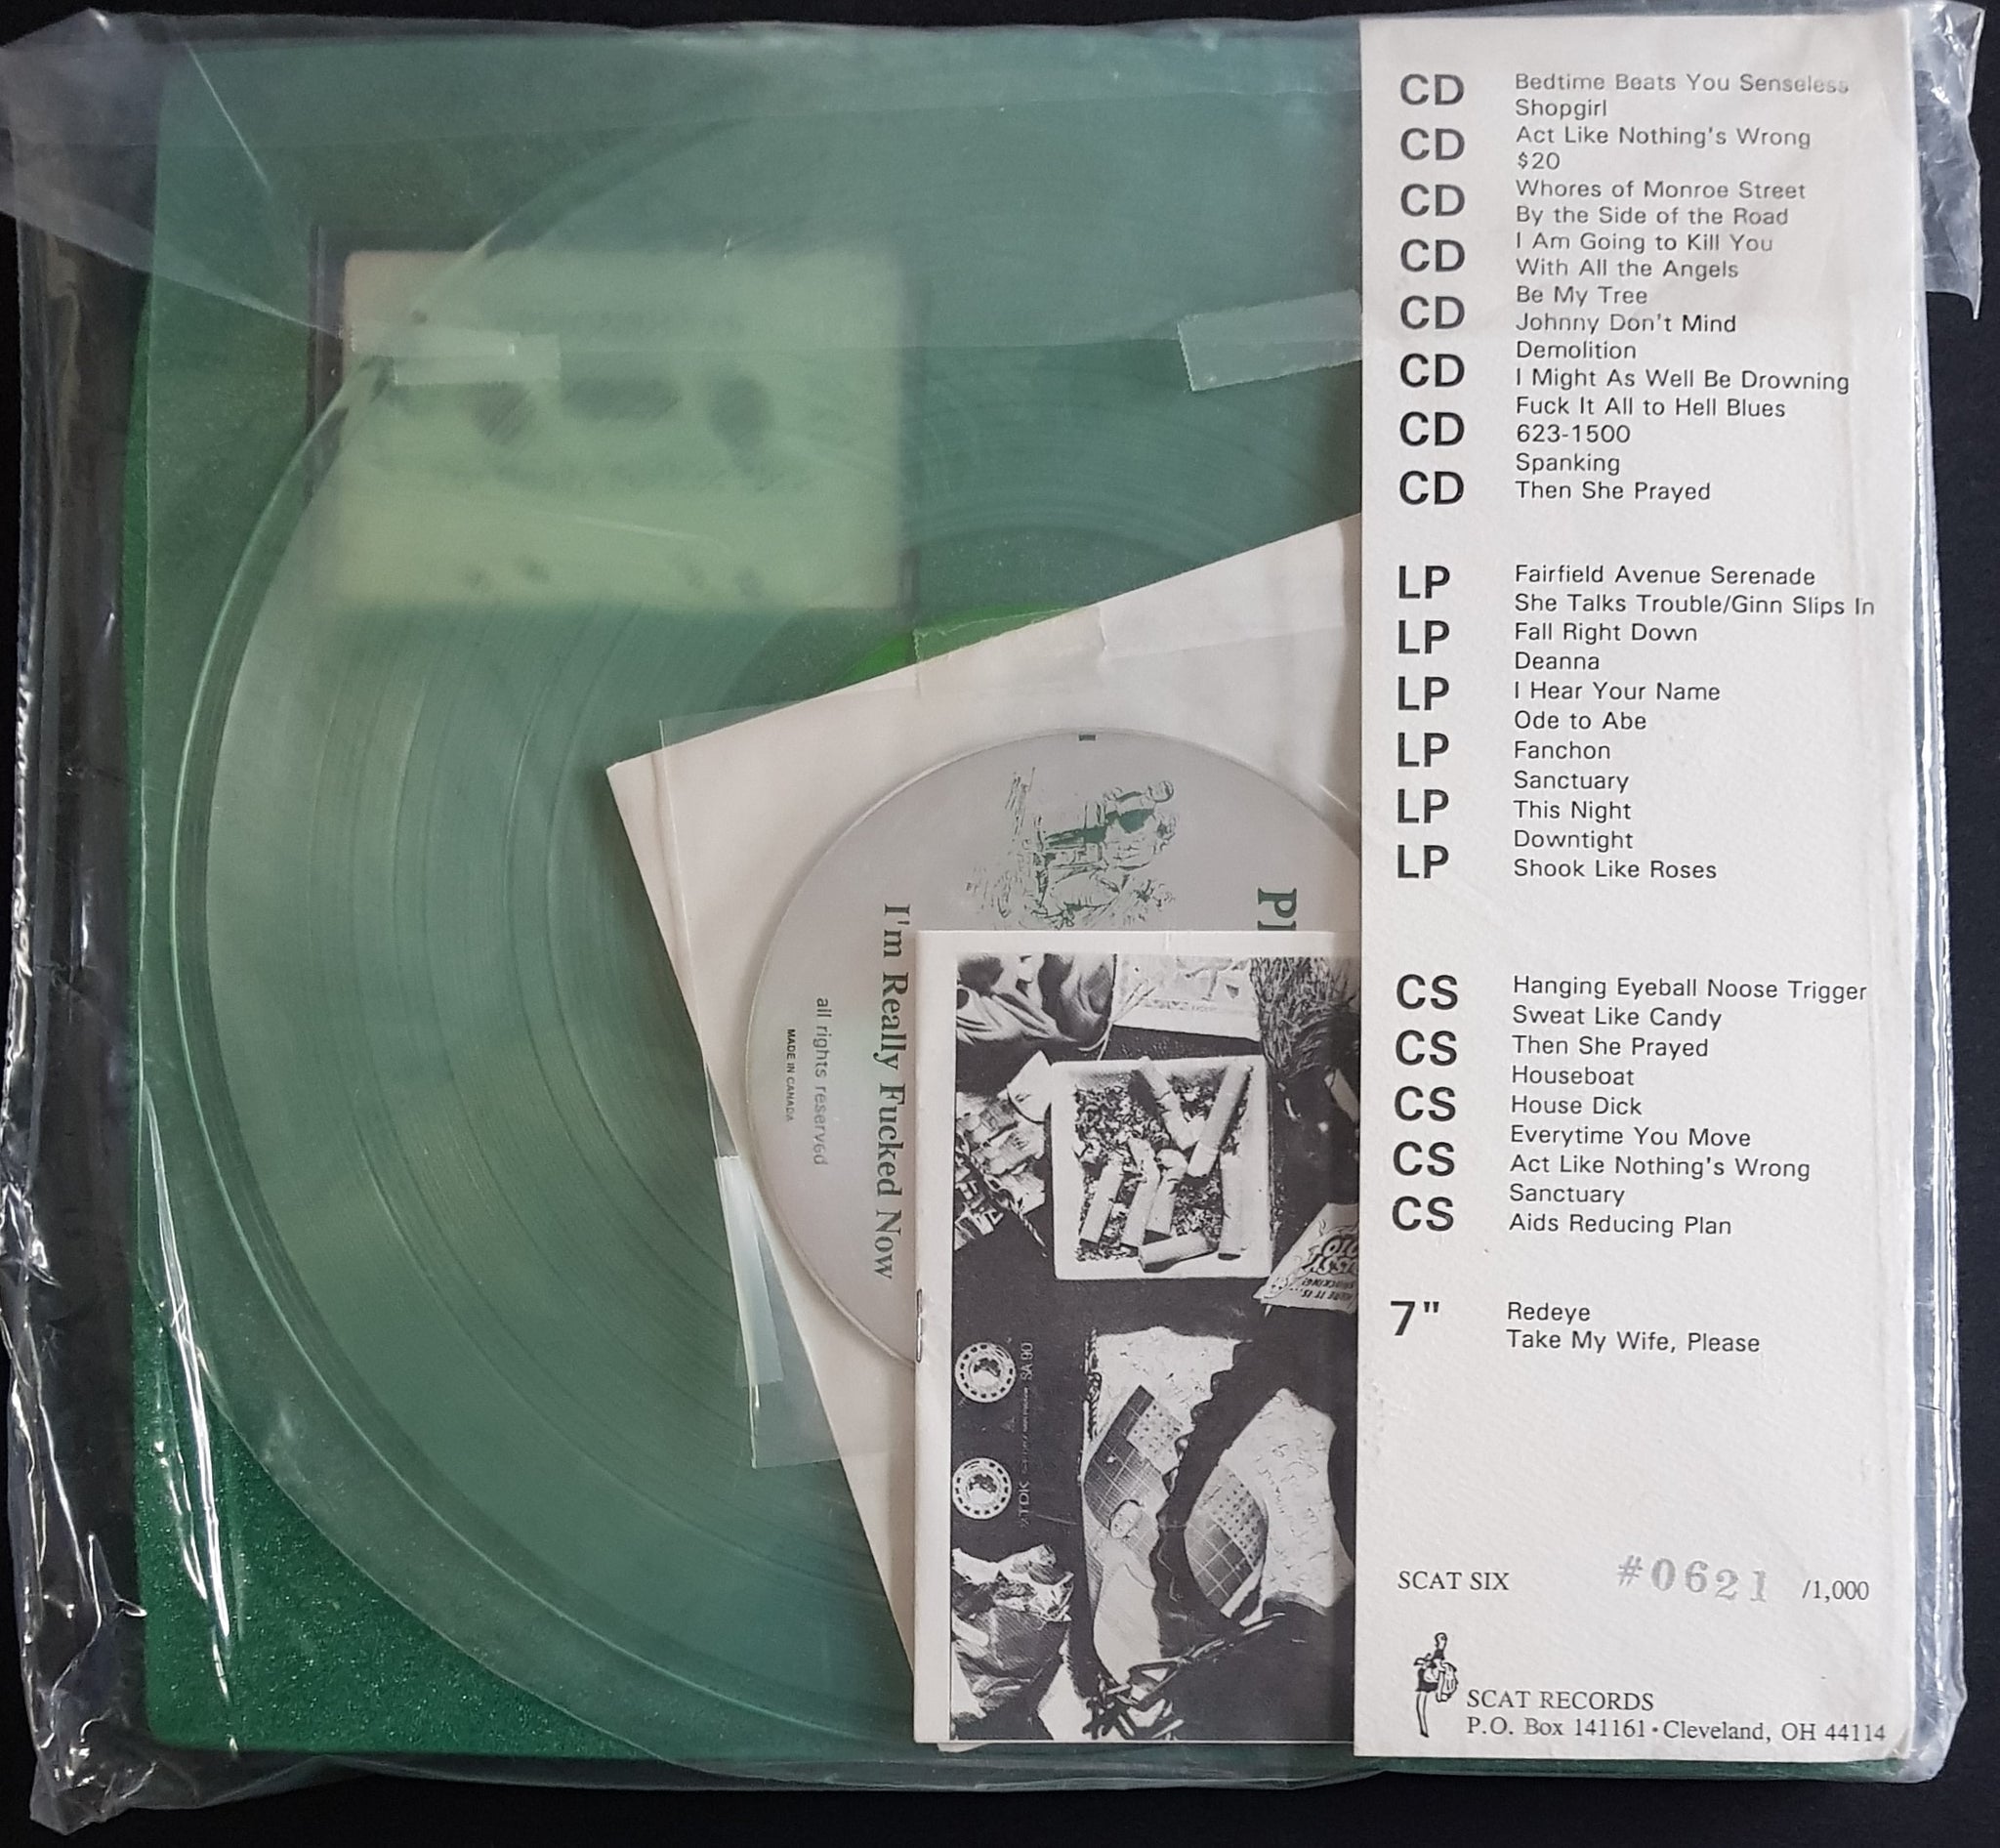 CD
CD
CD
CD
CD
CD
CD
CD
Bedtime Beats You Senseless
Shopgirl
Act Like Nothing's Wrong
$20
Whores of Monroe Street
By the Side of the Road
I Am Going to Kill You
With All the Angels
Be My Tree
Johnny Don't Mind
Demolition
I Might As Well Be Drowning
Fuck It All to Hell Blues
623-1500
Spanking
Then She Prayed
LP
LP
LP
LP
LP
LP
Fairfield Avenue Serenade
She Talks Trouble/Ginn Slips In
Fall Right Down
Deanna
I Hear Your Name
Ode to Abe
Fanchon
Sanctuary
This Night
Downtight
Shook Like Roses
CS
CS
CS
CS
CS
Hanging Eyeball Noose Trigger
Sweat Like Candy
Then She Prayed
Houseboat
House Dick
Everytime You Move
Act Like Nothing's Wrong
Sanctuary
Aids Reducing Plan
7"
Redeye
Take My Wife, Please
SCAT SIX #0621 /1,000
SCAT RECORDS
P.O. Box 141161 • Cleveland, OH 44114
I'm Really Fucked Now
all rights reserved
MADE IN CANADA
TDK
SA 90